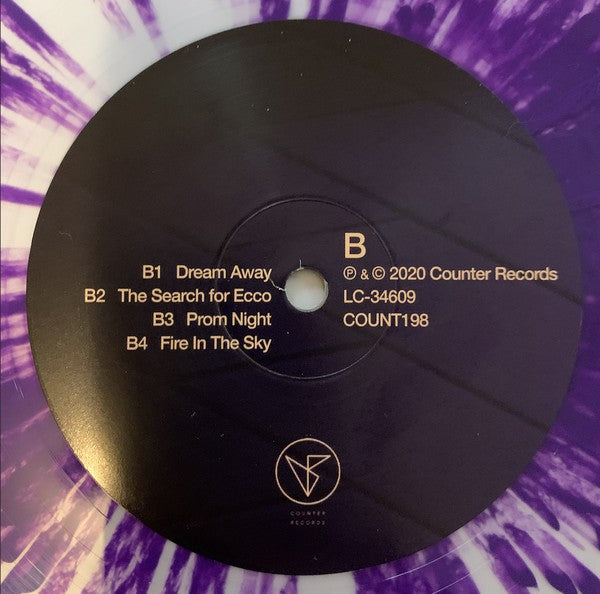 B1 Dream Away
B2 The Search for Ecco
B3 Prom Night
B4 Fire In The Sky
B
℗ & © 2020 Counter Records
LC-34609
COUNT198
COUNTER
RECORDS